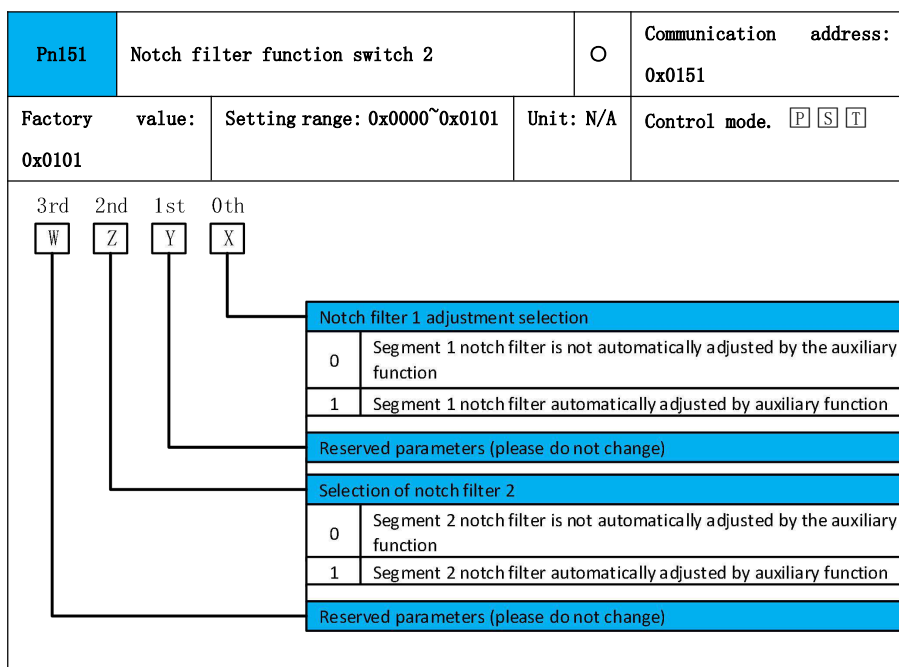 Pn151 Notch filter function switch 2 ○ Communication address:
0x0151
Factory value: Setting range: 0x0000~0x0101 Unit: N/A Control mode. P S T
0x0101
3rd 2nd 1st 0th
W Z Y X
Notch filter 1 adjustment selection
0 Segment 1 notch filter is not automatically adjusted by the auxiliary
function
1 Segment 1 notch filter automatically adjusted by auxiliary function
Reserved parameters (please do not change)
Selection of notch filter 2
0 Segment 2 notch filter is not automatically adjusted by the auxiliary
function
1 Segment 2 notch filter automatically adjusted by auxiliary function
Reserved parameters (please do not change)